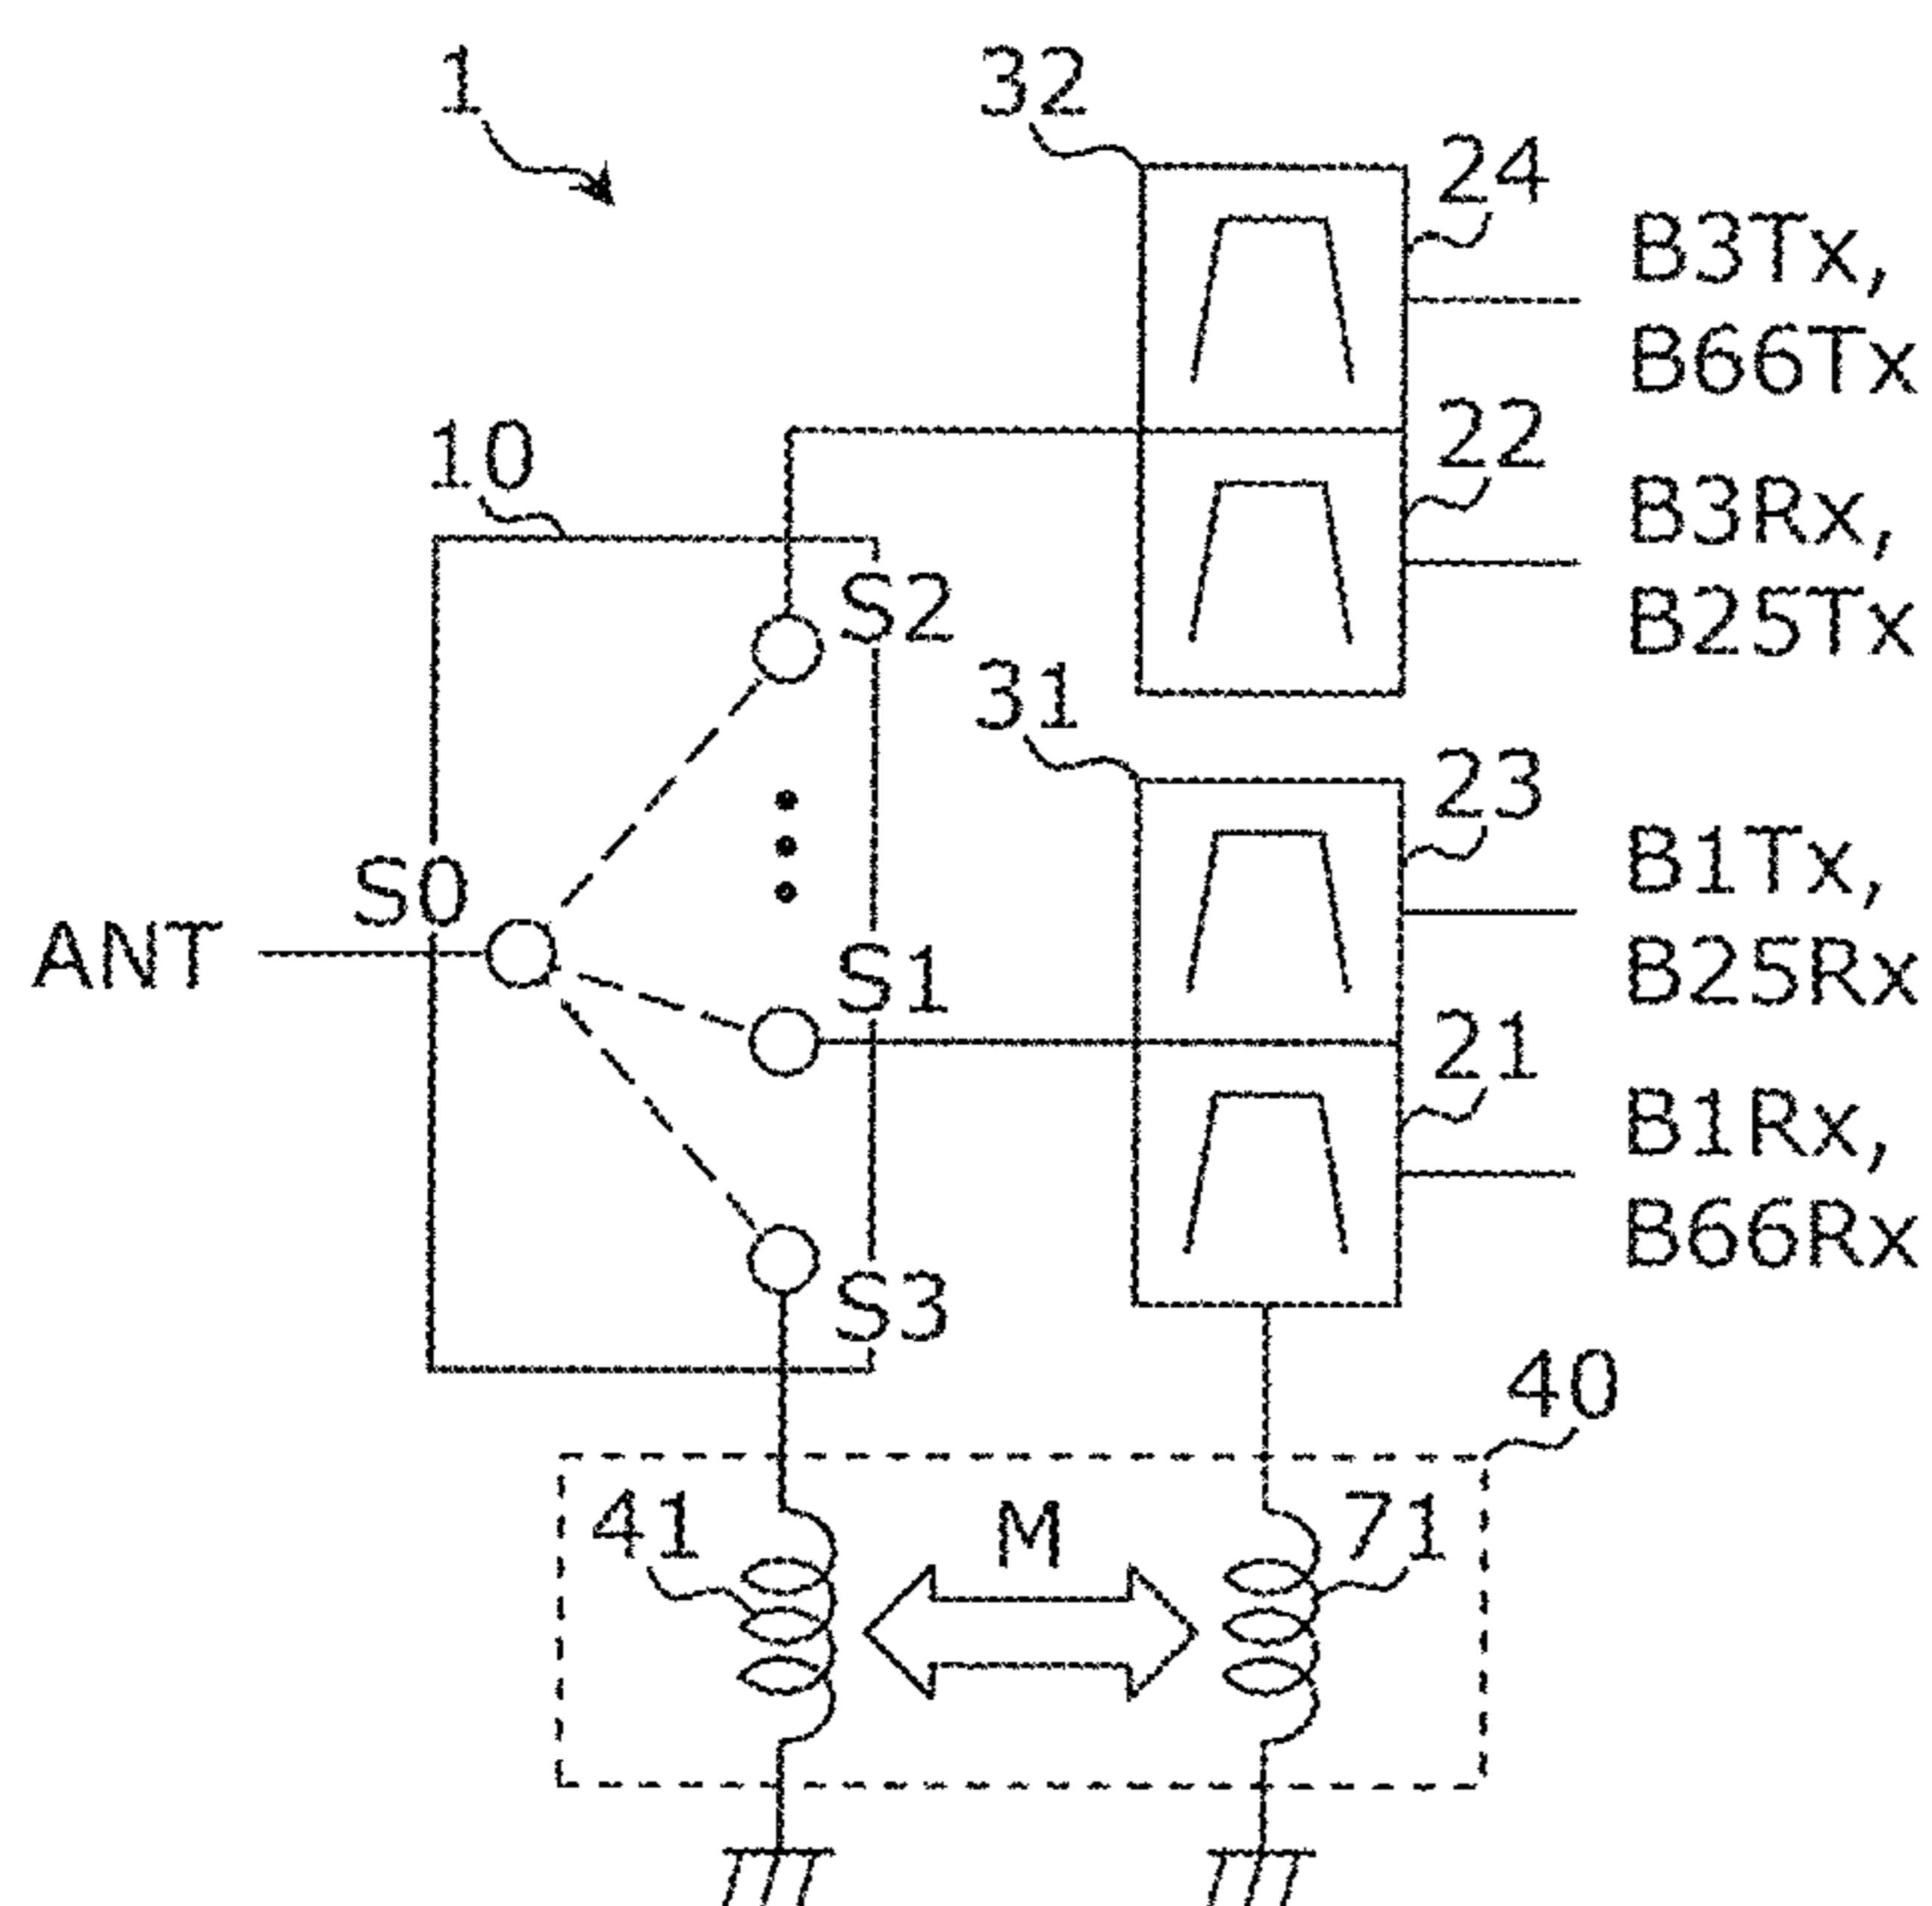 1
32
24
B3Tx,
B66Tx
22
B3Rx,
B25Tx
10
S2
31
23
B1Tx,
B25Rx
S0
ANT
S1
21
B1Rx,
B66Rx
S3
40
41
M
71